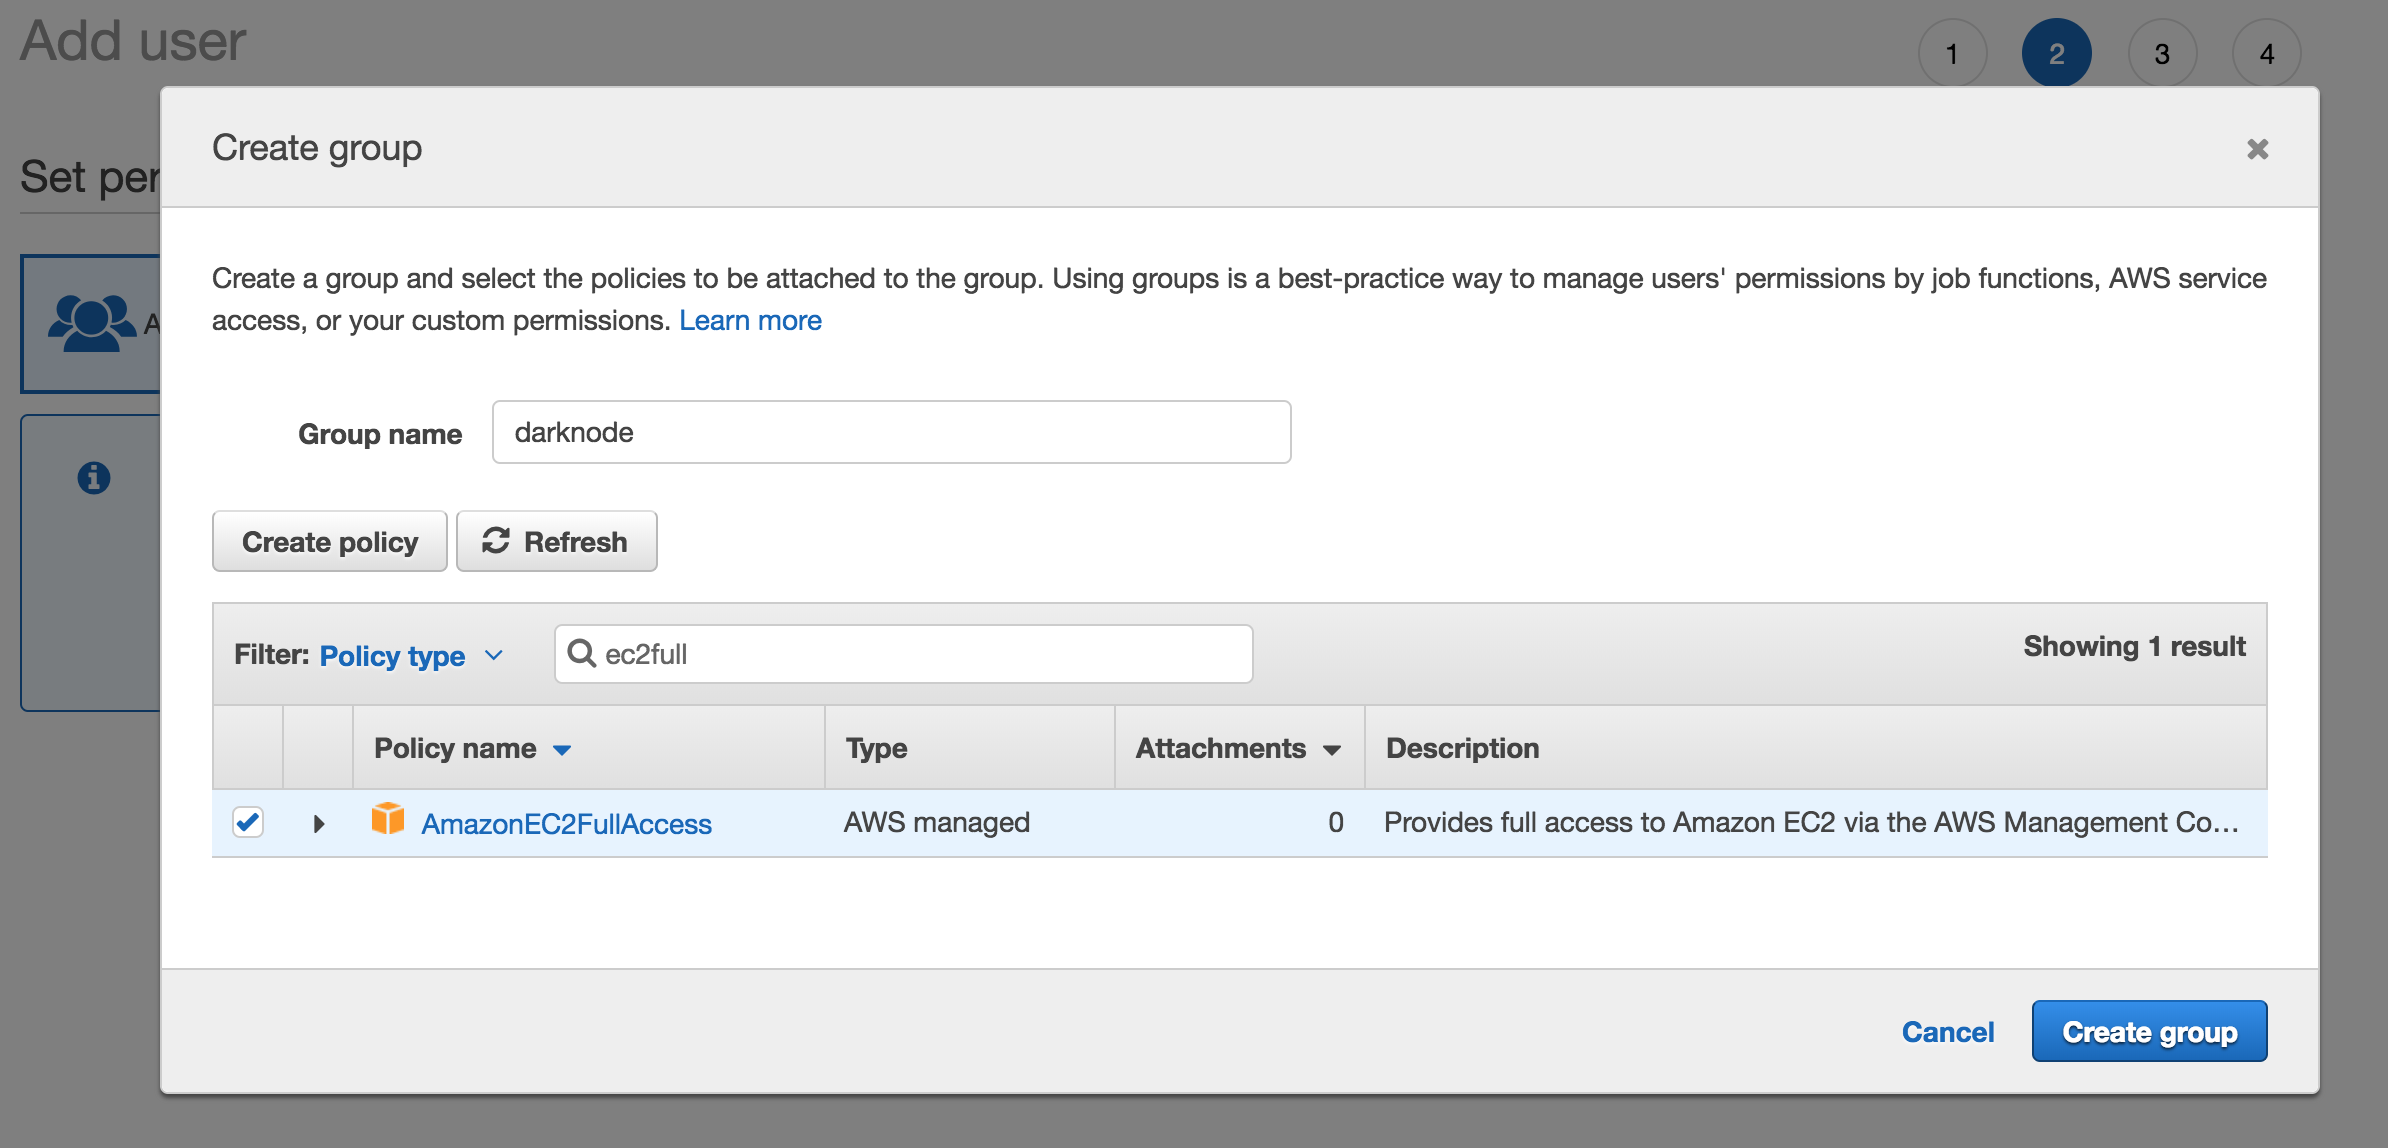 Add user
1 2 3 4
Create group
Set per
Create a group and select the policies to be attached to the group. Using groups is a best-practice way to manage users' permissions by job functions, AWS service
access, or your custom permissions. Learn more
A
Group name darknode
Create policy Refresh
Filter: Policy type ec2full Showing 1 result
Policy name Type Attachments Description
AmazonEC2FullAccess AWS managed 0 Provides full access to Amazon EC2 via the AWS Management Co...
Cancel Create group